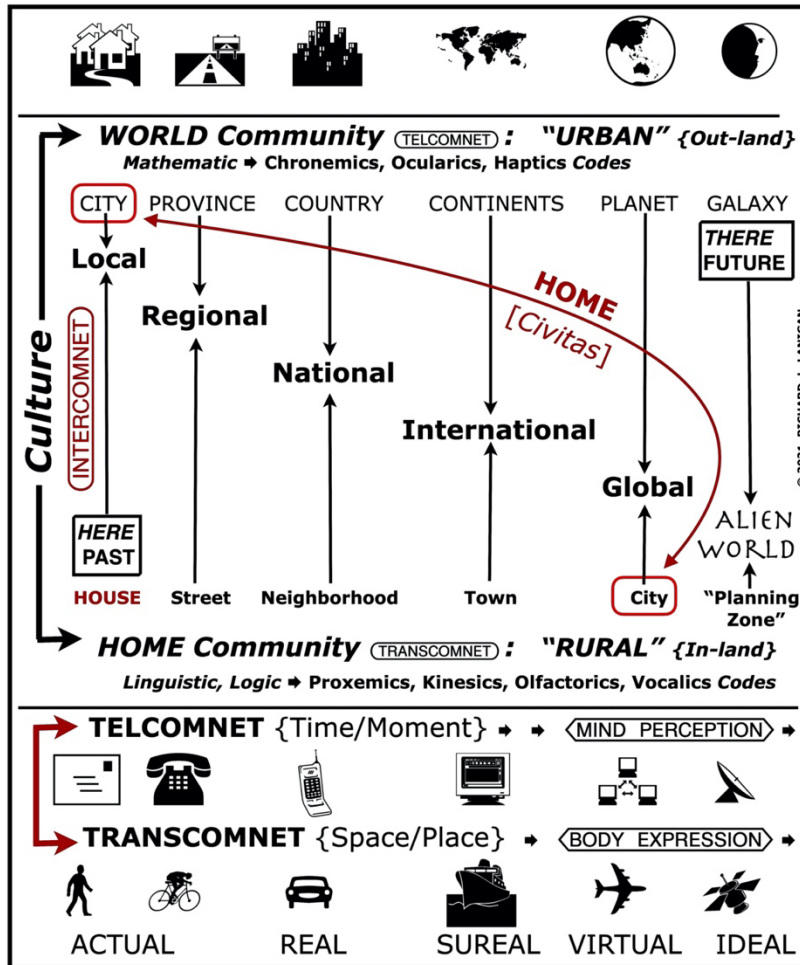 WORLD Community (TELCOMNET) : "URBAN" {Out-land}
Mathematic ➡ Chronemics, Ocularics, Haptics Codes
CITY PROVINCE COUNTRY CONTINENTS PLANET GALAXY
THERE
FUTURE
Local
HOME
[Civitas]
Regional
National
International
Global
Culture
INTERCOMNET
ALIEN
WORLD
HERE
PAST
HOUSE Street Neighborhood Town City "Planning
Zone"
HOME Community (TRANSCOMNET) : "RURAL" {In-land}
Linguistic, Logic ➡ Proxemics, Kinesics, Olfactorics, Vocalics Codes
TELCOMNET {Time/Moment} ➡ ➡ MIND PERCEPTION ➡
TRANSCOMNET {Space/Place} ➡ BODY EXPRESSION ➡
ACTUAL REAL SUREAL VIRTUAL IDEAL